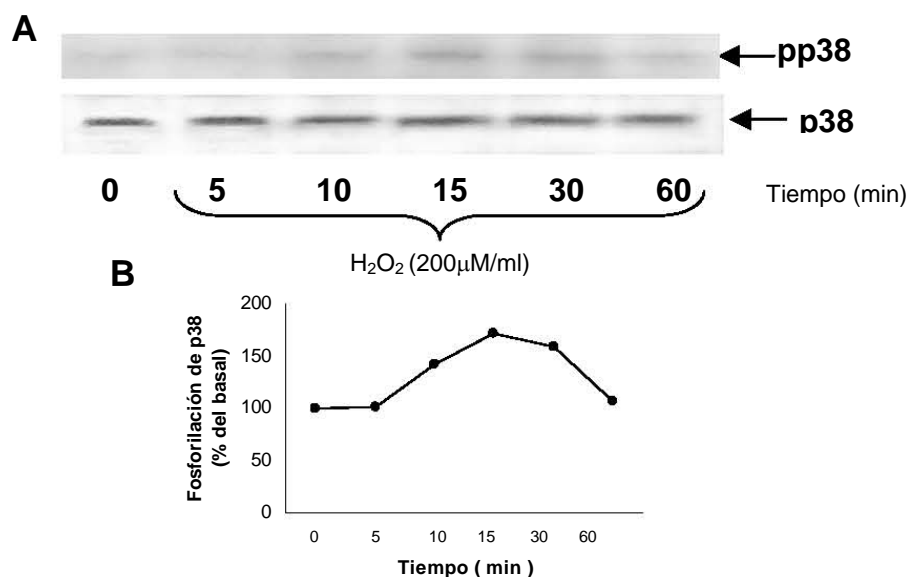 A
pp38
p38
0 5 10 15 30 60 Tiempo (min)
H₂O₂ (200μM/ml)
B
Fosforilación de p38
(% del basal)
200
150
100
50
0
0 5 10 15 30 60
Tiempo ( min )